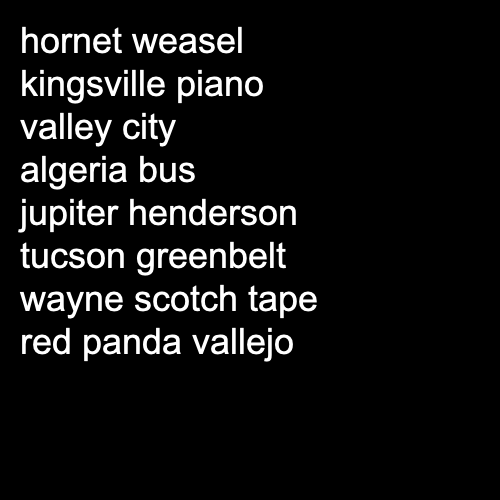 hornet weasel
kingsville piano
valley city
algeria bus
jupiter henderson
tucson greenbelt
wayne scotch tape
red panda vallejo